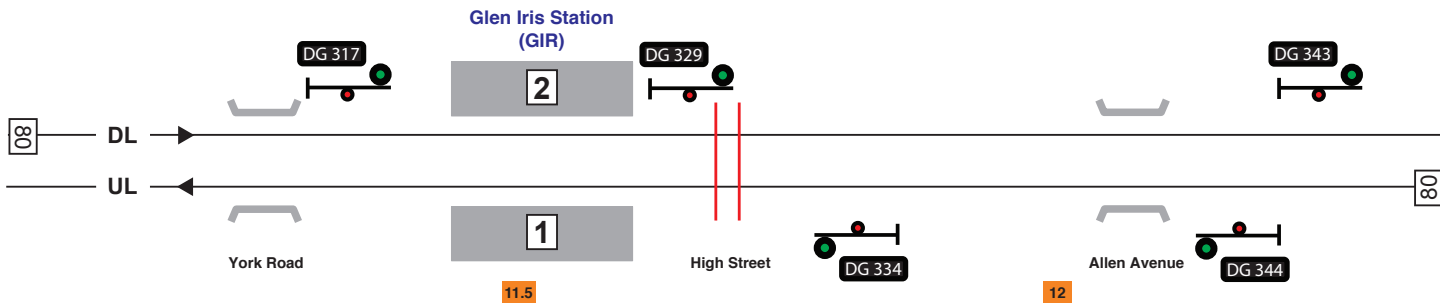 Glen Iris Station
(GIR)
DG 317
DG 329
DG 343
2
80
DL
UL
80
1
York Road
High Street
DG 334
Allen Avenue
DG 344
11.5
12